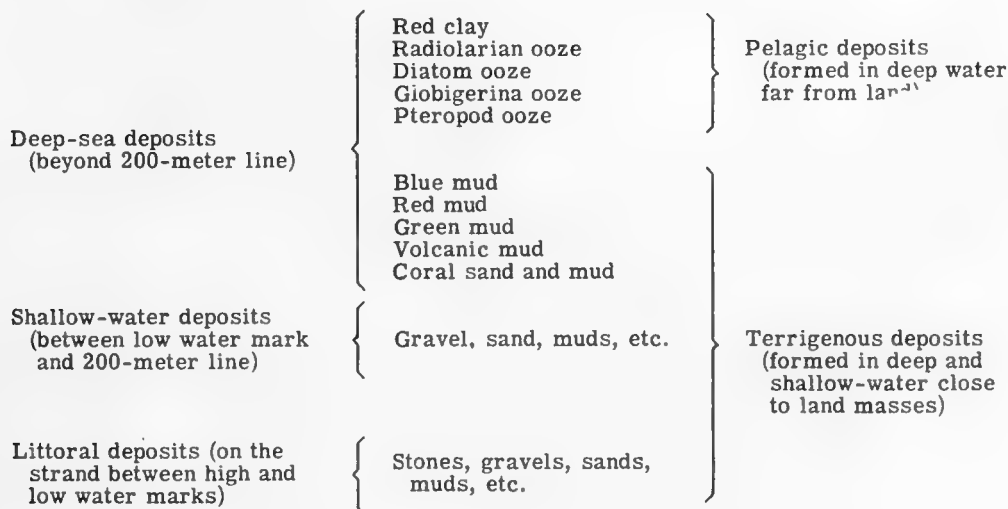 Red clay
Radiolarian ooze
Diatom ooze
Globigerina ooze
Pteropod ooze
Pelagic deposits
(formed in deep water
far from land)
Deep-sea deposits
(beyond 200-meter line)
Blue mud
Red mud
Green mud
Volcanic mud
Coral sand and mud
Shallow-water deposits
(between low water mark
and 200-meter line)
Gravel, sand, muds, etc.
Terrigenous deposits
(formed in deep and
shallow-water close
to land masses)
Littoral deposits (on the
strand between high and
low water marks)
Stones, gravels, sands,
muds, etc.